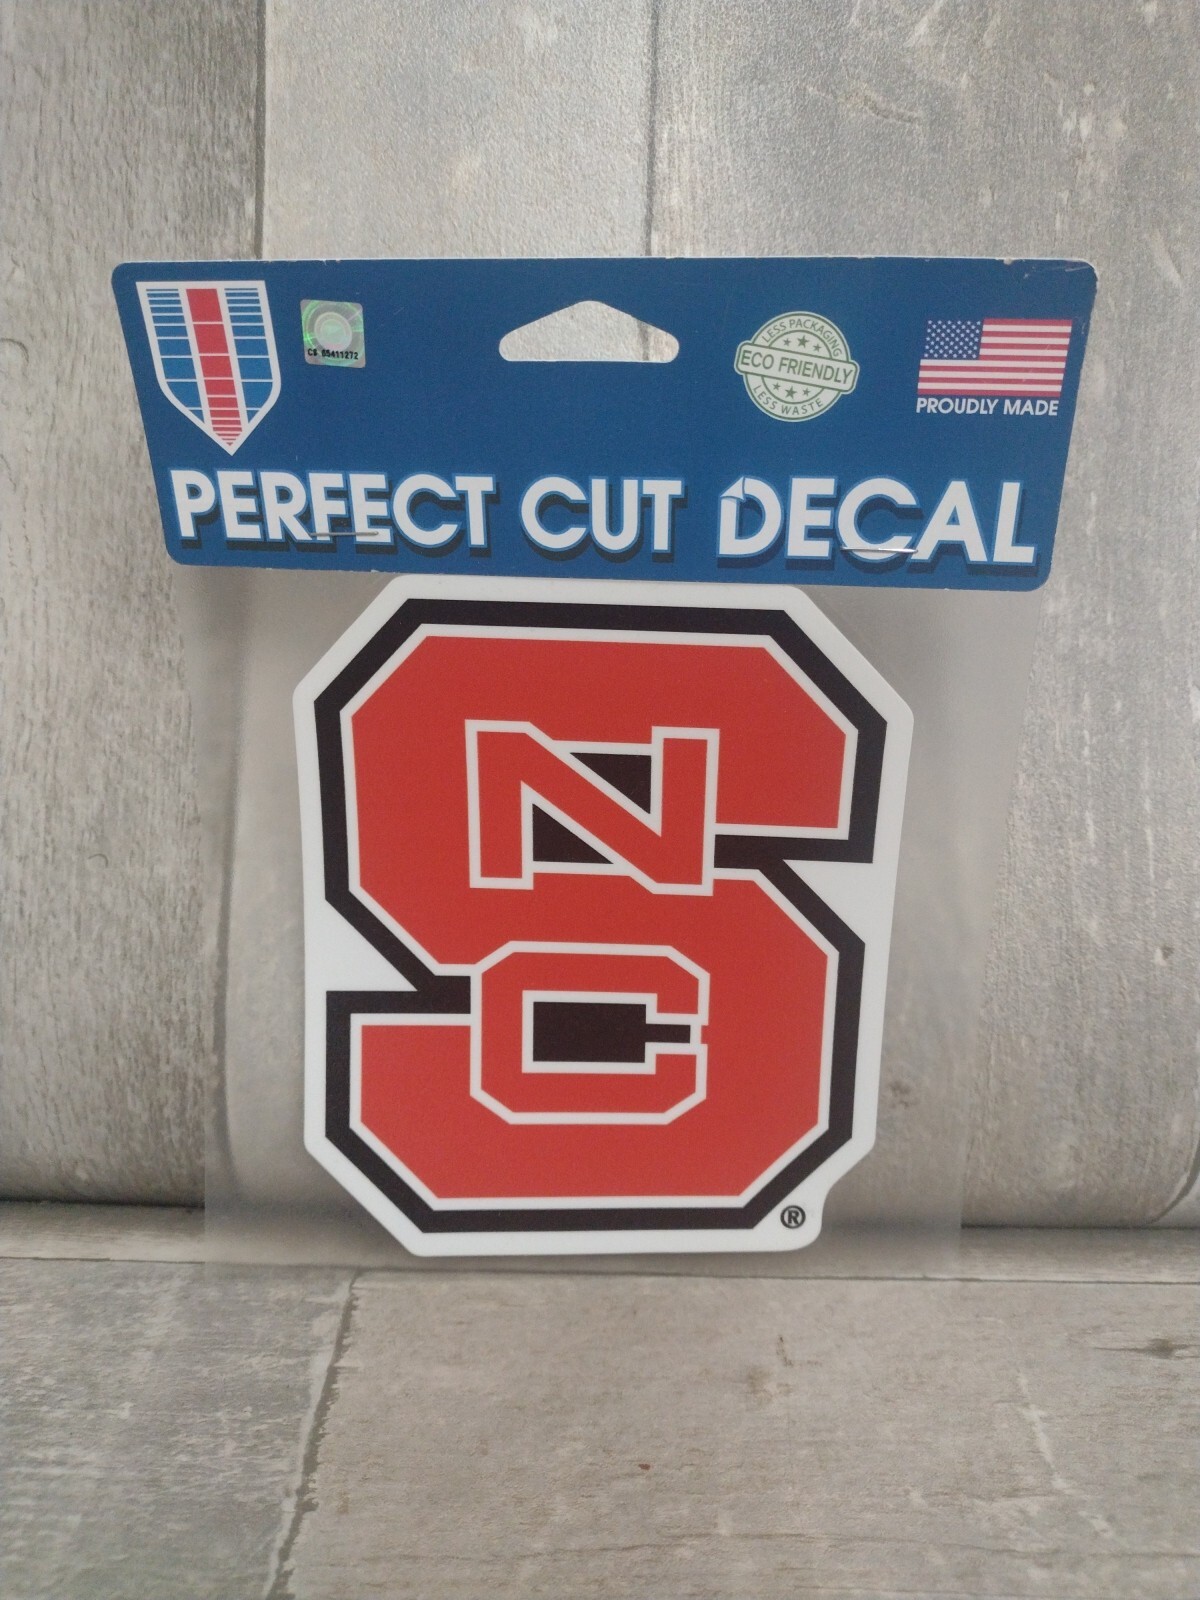 CS 65411272
LESS PACKAGING
ECO FRIENDLY
LESS WASTE
PROUDLY MADE
PERFECT CUT DECAL
N
S
C
®